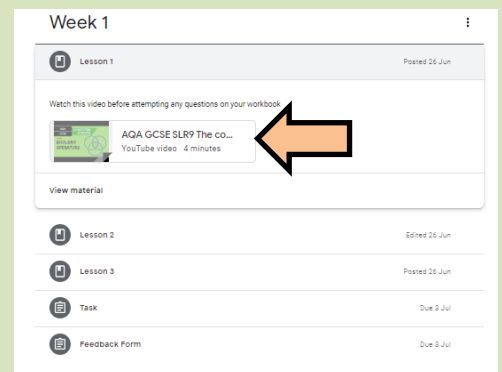 Week 1
Lesson 1
Posted 26 Jun
Watch this video before attempting any questions on your workbook
BOOLEAN
OPERATORS
AQA GCSE SLR9 The co...
YouTube video 4 minutes
View material
Lesson 2
Edited 26 Jun
Lesson 3
Posted 26 Jun
Task
Due 3 Jul
Feedback Form
Due 3 Jul